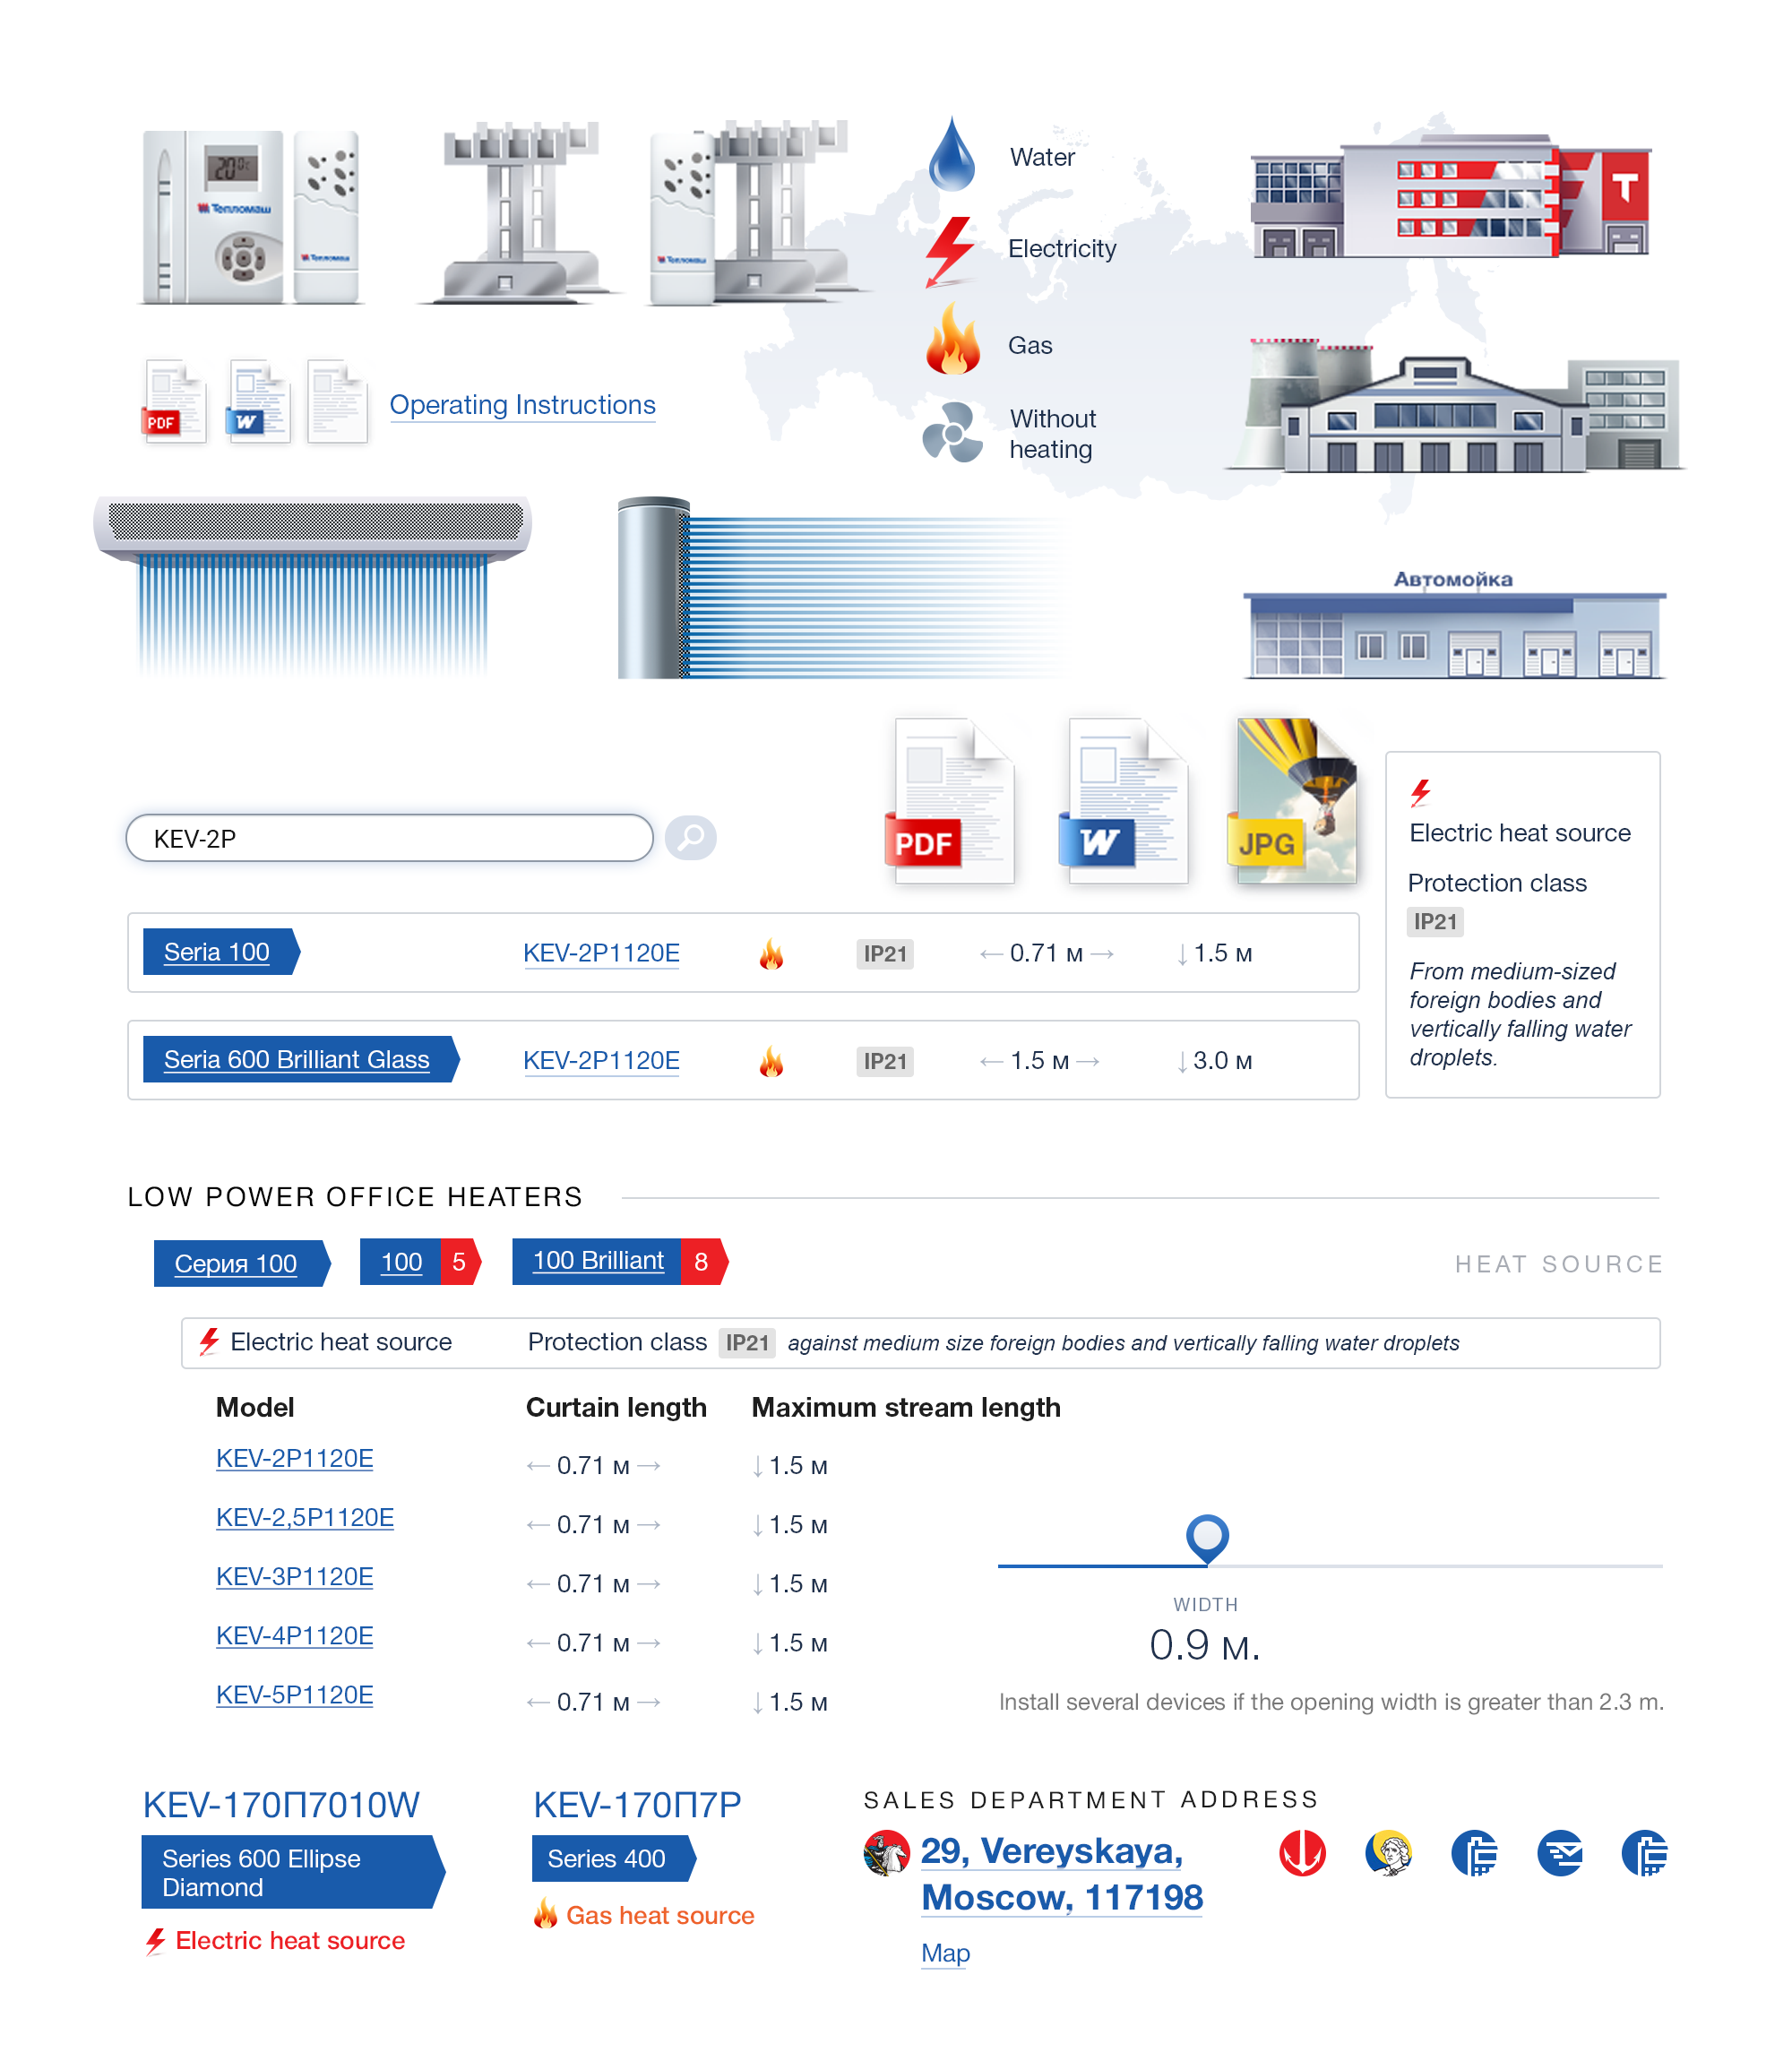 20°c
Тепломаш
Тепломаш
Тепломаш
Water
Electricity
Gas
Without
heating
T
PDF
W
Operating Instructions
Автомойка
PDF
W
JPG
KEV-2P
Electric heat source
Protection class
IP21
From medium-sized
foreign bodies and
vertically falling water
droplets.
Seria 100
KEV-2P1120E
IP21
← 0.71 м →
↓ 1.5 м
Seria 600 Brilliant Glass
KEV-2P1120E
IP21
← 1.5 м →
↓ 3.0 м
LOW POWER OFFICE HEATERS
Серия 100
100 5
100 Brilliant 8
HEAT SOURCE
Electric heat source
Protection class IP21 against medium size foreign bodies and vertically falling water droplets
Model Curtain length Maximum stream length
KEV-2P1120E ← 0.71 м → ↓ 1.5 м
KEV-2,5P1120E ← 0.71 м → ↓ 1.5 м
KEV-3P1120E ← 0.71 м → ↓ 1.5 м
KEV-4P1120E ← 0.71 м → ↓ 1.5 м
KEV-5P1120E ← 0.71 м → ↓ 1.5 м
WIDTH
0.9 м.
Install several devices if the opening width is greater than 2.3 m.
KEV-170П7010W
Series 600 Ellipse
Diamond
Electric heat source
KEV-170П7P
Series 400
Gas heat source
SALES DEPARTMENT ADDRESS
29, Vereyskaya,
Moscow, 117198
Map